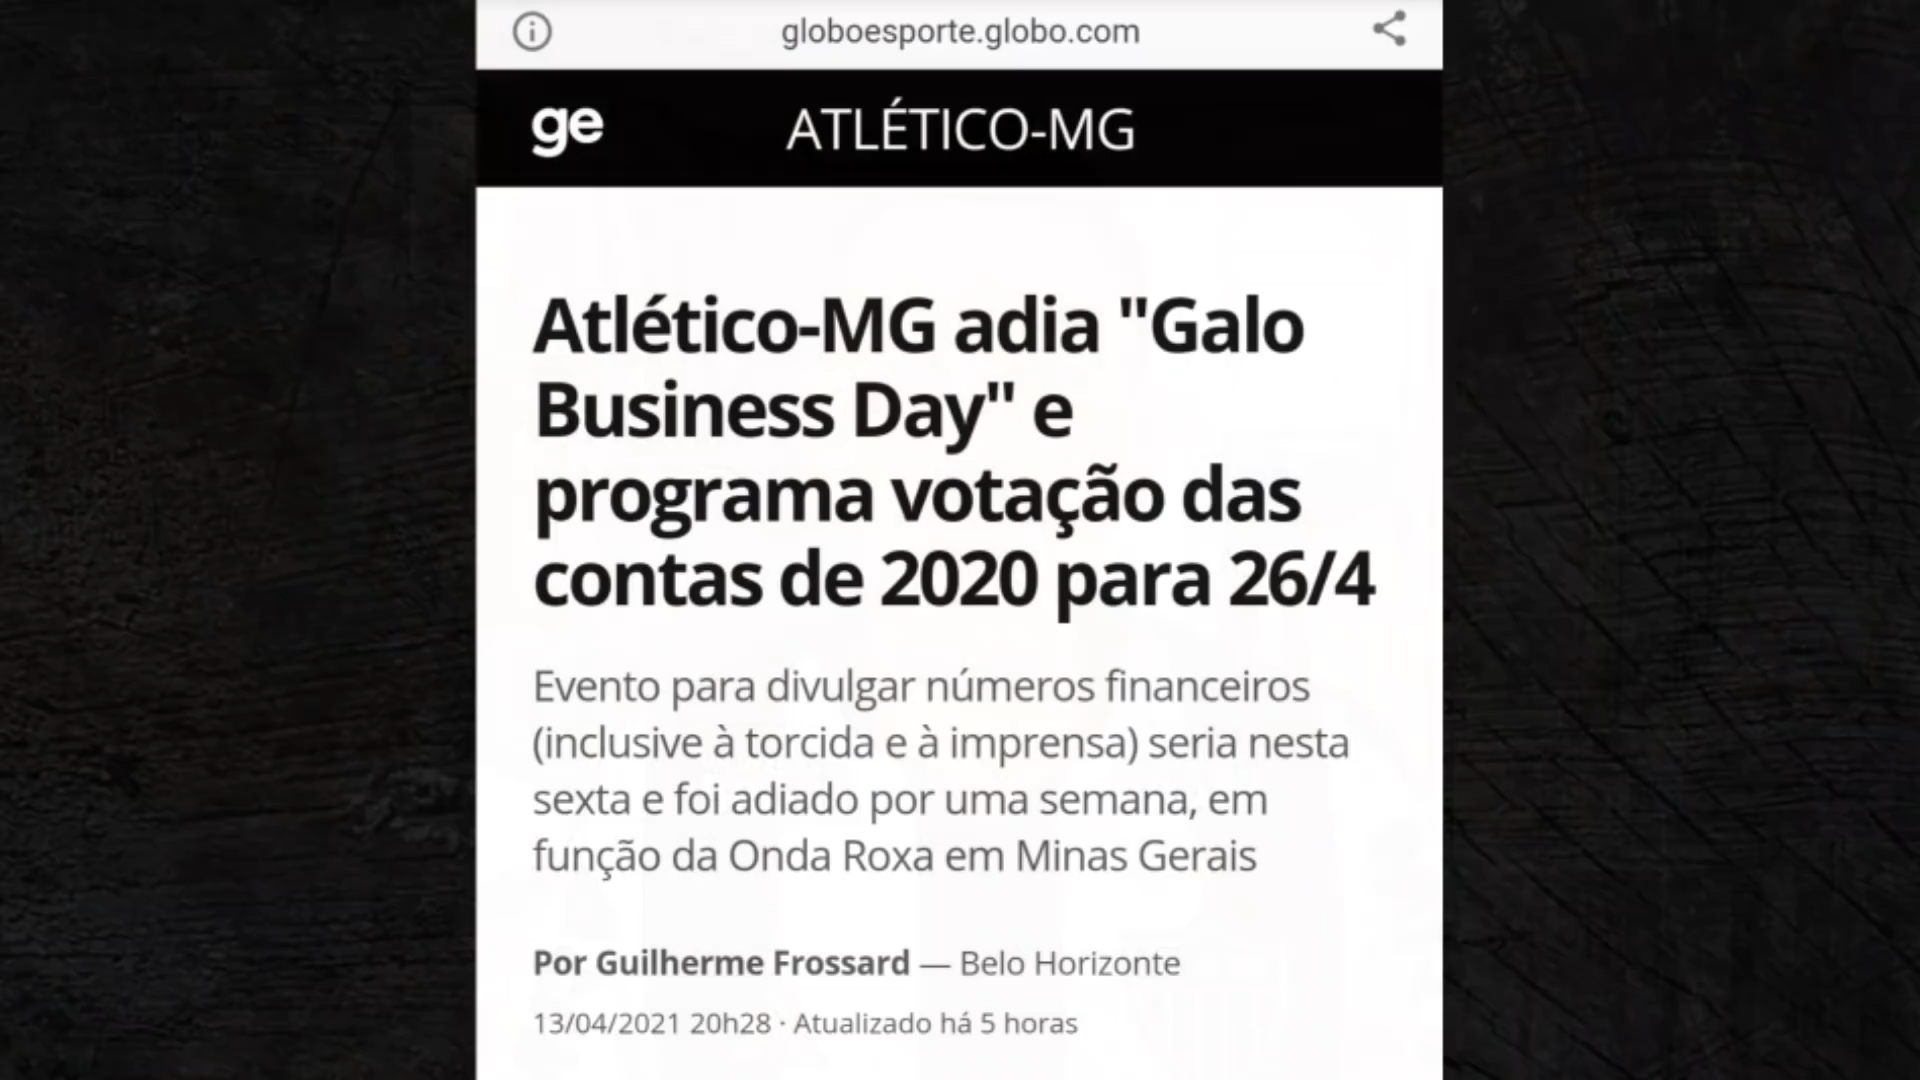 globoesporte.globo.com
ge ATLÉTICO-MG
Atlético-MG adia "Galo
Business Day" e
programa votação das
contas de 2020 para 26/4
Evento para divulgar números financeiros
(inclusive à torcida e à imprensa) seria nesta
sexta e foi adiado por uma semana, em
função da Onda Roxa em Minas Gerais
Por Guilherme Frossard — Belo Horizonte
13/04/2021 20h28 · Atualizado há 5 horas